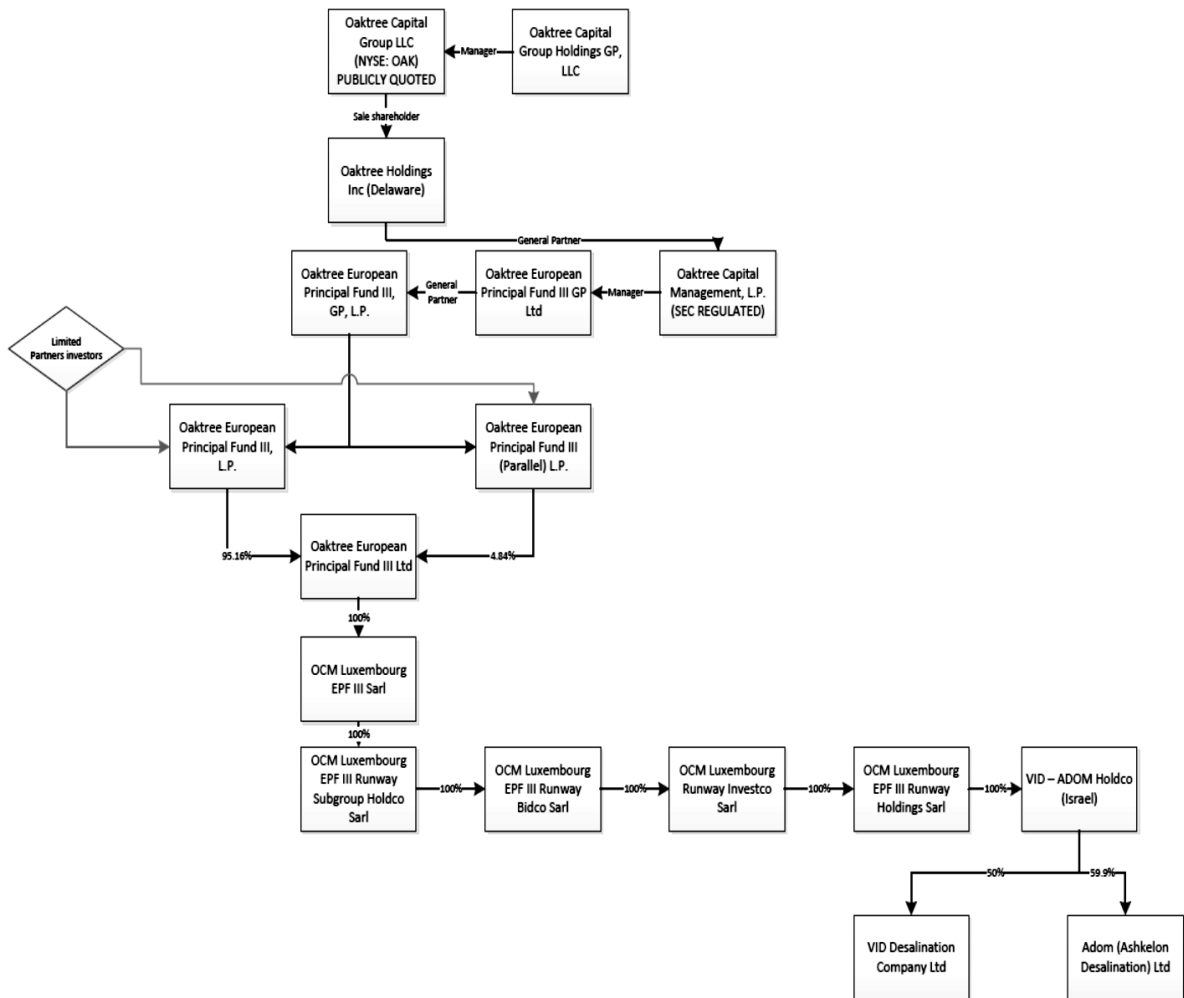 Oaktree Capital
Group LLC
(NYSE: OAK)
PUBLICLY QUOTED
Manager
Oaktree Capital
Group Holdings GP,
LLC
Sale shareholder
Oaktree Holdings
Inc (Delaware)
General Partner
Oaktree European
Principal Fund III,
GP, L.P.
General
Partner
Oaktree European
Principal Fund III GP
Ltd
Manager
Oaktree Capital
Management, L.P.
(SEC REGULATED)
Limited
Partners investors
Oaktree European
Principal Fund III,
L.P.
Oaktree European
Principal Fund III
(Parallel) L.P.
95.16%
Oaktree European
Principal Fund III Ltd
4.84%
100%
OCM Luxembourg
EPF III Sarl
100%
OCM Luxembourg
EPF III Runway
Subgroup Holdco
Sarl
100%
OCM Luxembourg
EPF III Runway
Bidco Sarl
100%
OCM Luxembourg
Runway Investco
Sarl
100%
OCM Luxembourg
EPF III Runway
Holdings Sarl
100%
VID – ADOM Holdco
(Israel)
50%
59.9%
VID Desalination
Company Ltd
Adom (Ashkelon
Desalination) Ltd